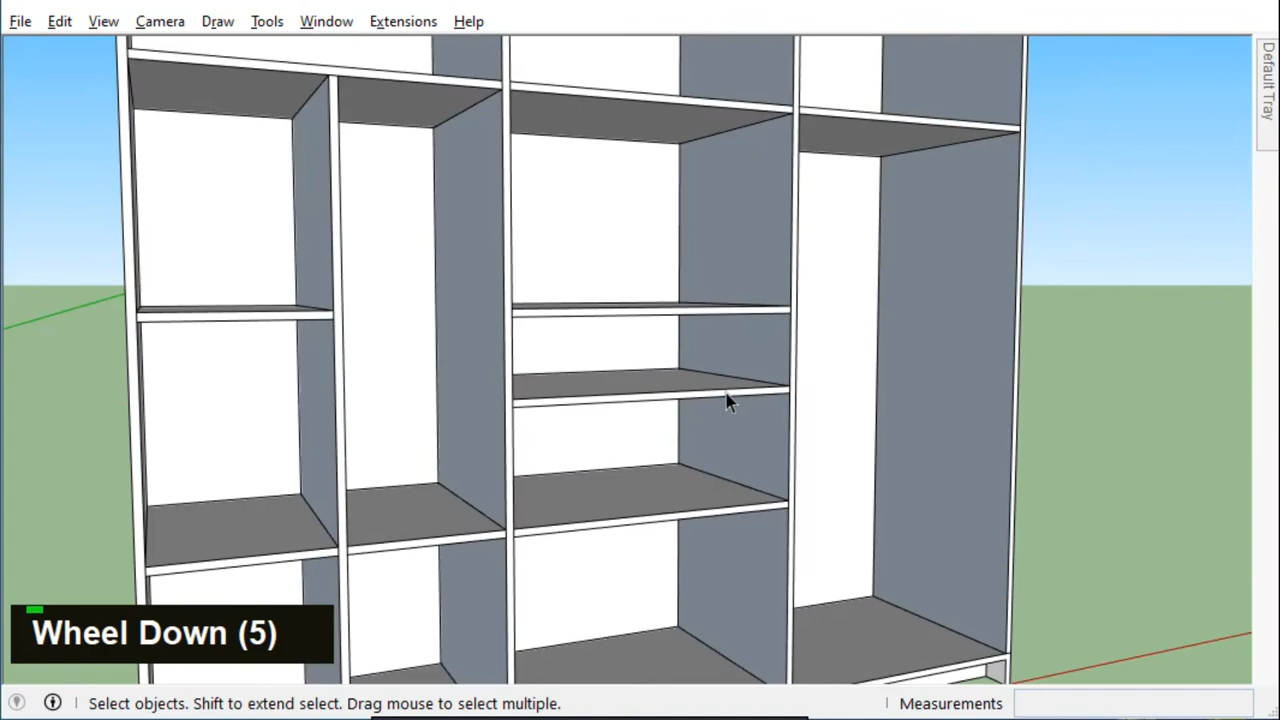 File Edit View Camera Draw Tools Window Extensions Help
Default Tray
Wheel Down (5)
Select objects. Shift to extend select. Drag mouse to select multiple.
Measurements